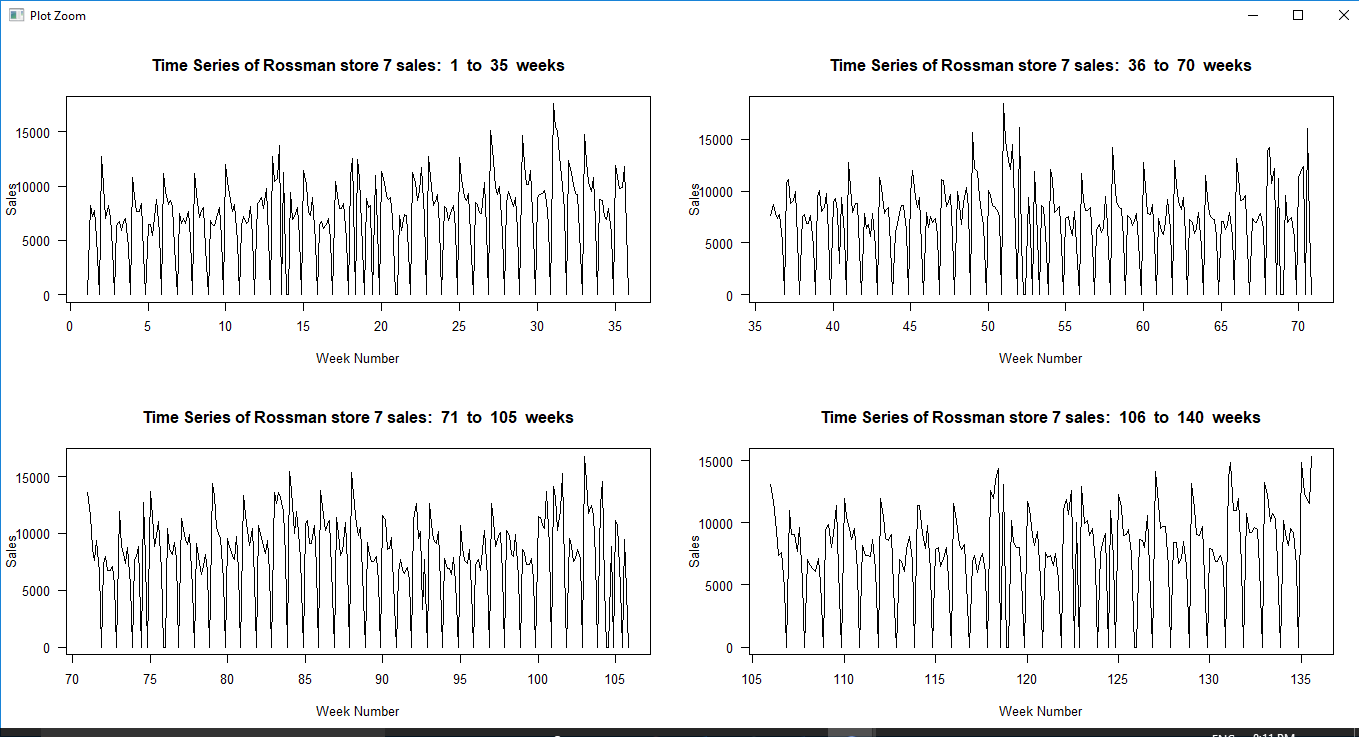 Plot Zoom
Time Series of Rossman store 7 sales: 1 to 35 weeks
Sales
15000
10000
5000
0
0 5 10 15 20 25 30 35
Week Number
Time Series of Rossman store 7 sales: 36 to 70 weeks
Sales
15000
10000
5000
0
35 40 45 50 55 60 65 70
Week Number
Time Series of Rossman store 7 sales: 71 to 105 weeks
Sales
15000
10000
5000
0
70 75 80 85 90 95 100 105
Week Number
Time Series of Rossman store 7 sales: 106 to 140 weeks
Sales
15000
10000
5000
0
105 110 115 120 125 130 135
Week Number